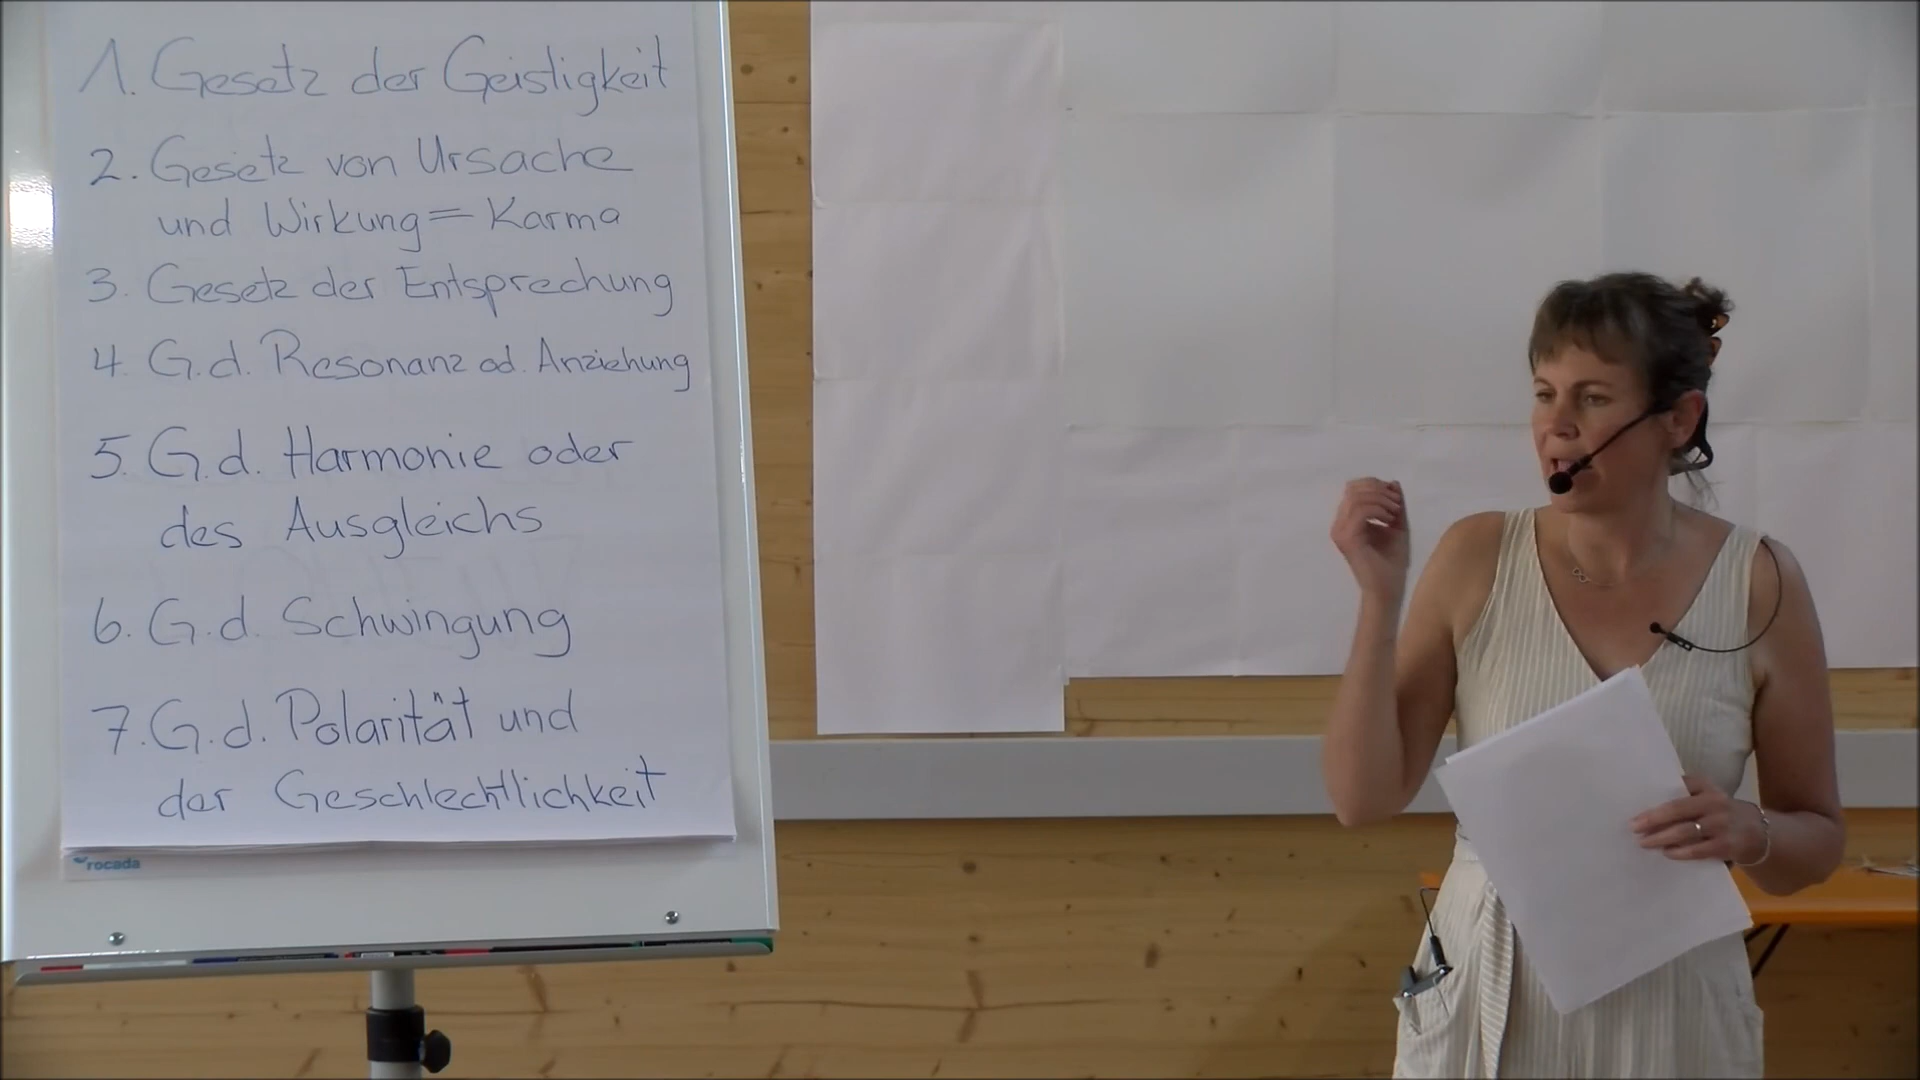 1. Gesetz der Geistigkeit
2. Gesetz von Ursache
und Wirkung = Karma
3. Gesetz der Entsprechung
4. G.d. Resonanz od. Anziehung
5. G.d. Harmonie oder
des Ausgleichs
6. G.d. Schwingung
7. G.d. Polarität und
der Geschlechtlichkeit
rocada